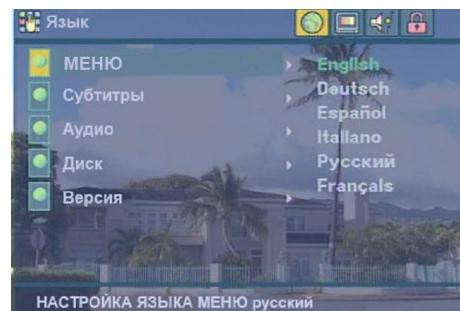 Язык
МЕНЮ
Субтитры
Аудио
Диск
Версия
English
Deutsch
Español
Italiano
Русский
Français
НАСТРОЙКА ЯЗЫКА МЕНЮ русский